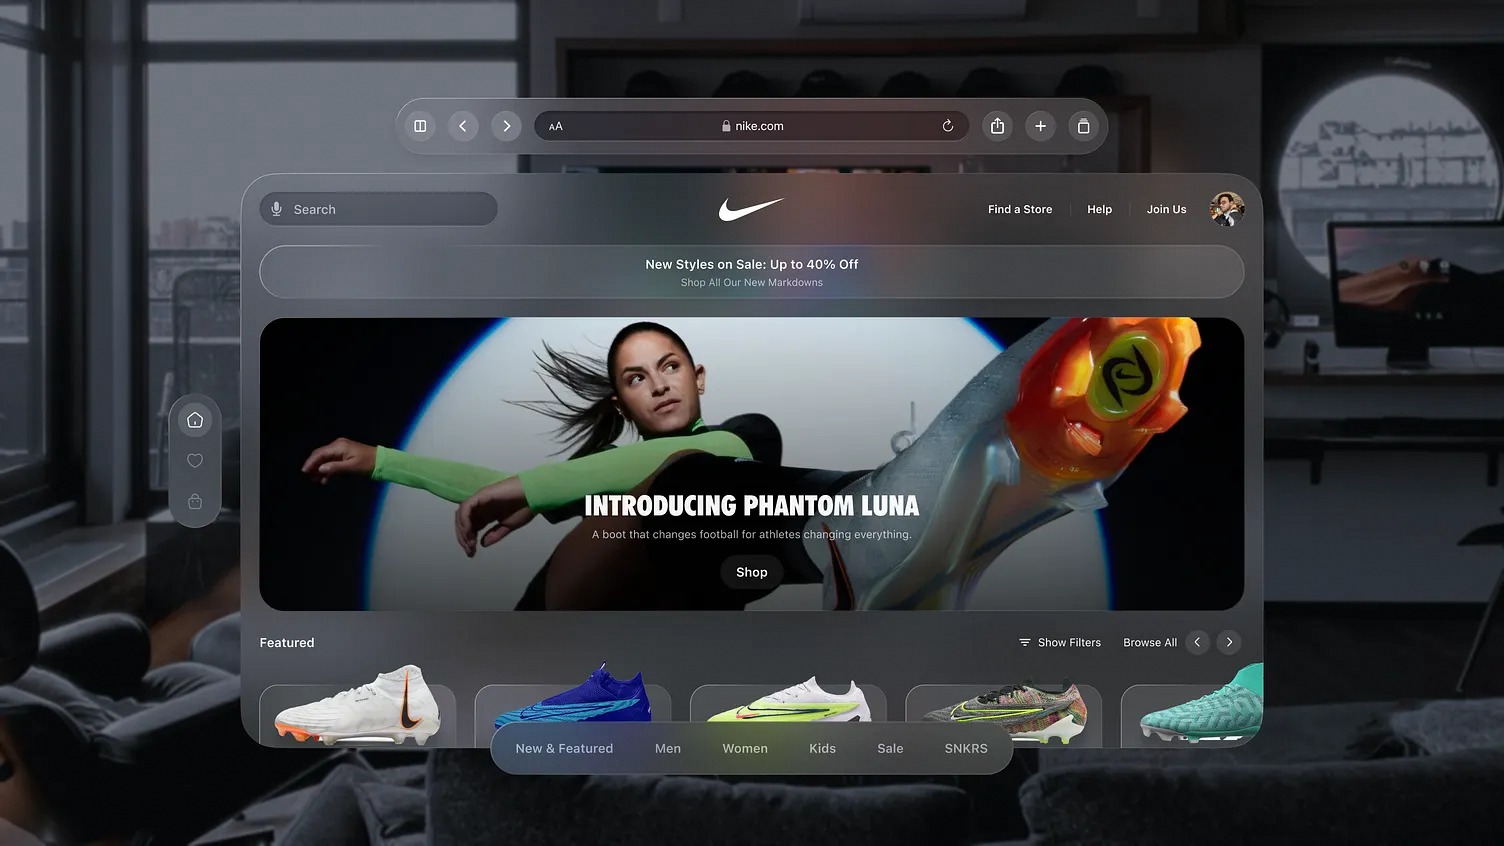 AA
nike.com
Search
Find a Store
Help
Join Us
New Styles on Sale: Up to 40% Off
Shop All Our New Markdowns
INTRODUCING PHANTOM LUNA
A boot that changes football for athletes changing everything.
Shop
Featured
Show Filters
Browse All
New & Featured
Men
Women
Kids
Sale
SNKRS